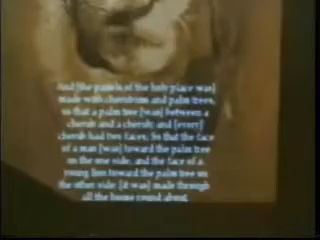 And [the panels of the holy place was]
made with cherubims and palm trees,
so that a palm tree [was] between a
cherub and a cherub; and [every]
cherub had two faces; So that the face
of a man [was] toward the palm tree
on the one side, and the face of a
young lion toward the palm tree on
the other side: [it was] made through
all the house round about.